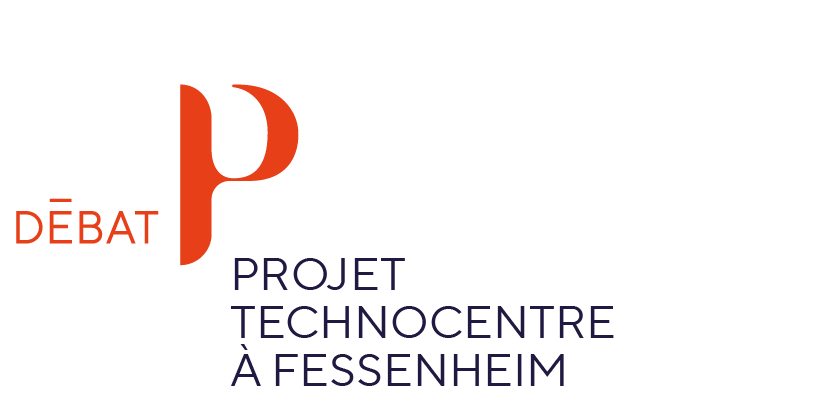 DĒBAT P
PROJET
TECHNOCENTRE
À FESSENHEIM